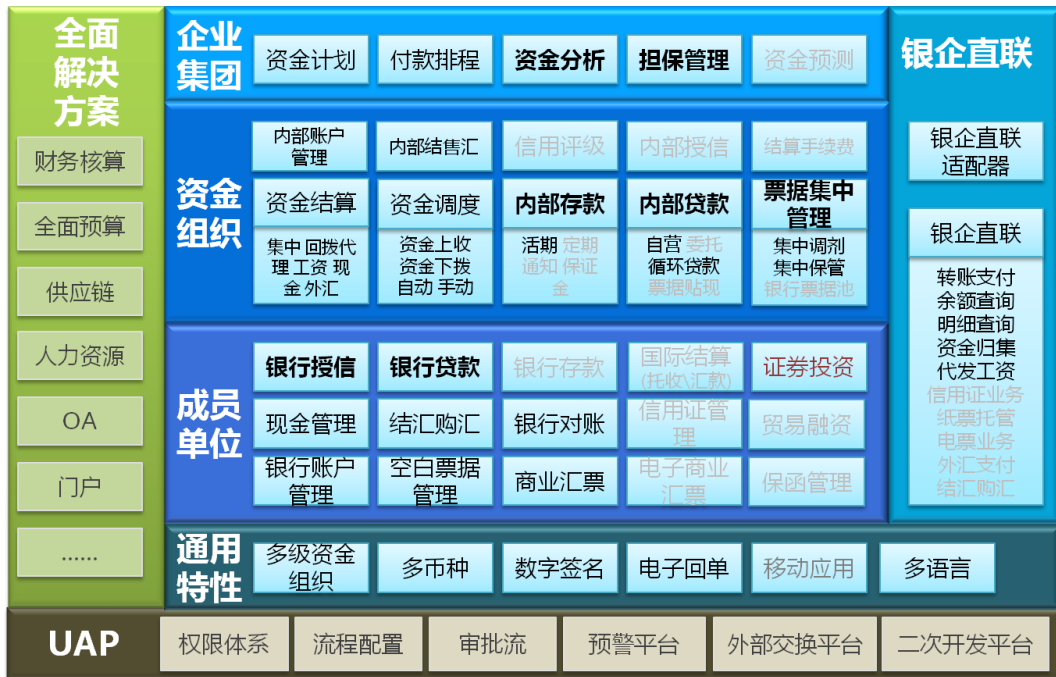 全面
解决
方案
财务核算
全面预算
供应链
人力资源
OA
门户
......
企业
集团
资金计划
付款排程
资金分析
担保管理
资金预测
资金
组织
内部账户
管理
内部结售汇
信用评级
内部授信
结算手续费
资金结算
资金调度
内部存款
内部贷款
票据集中
管理
集中 回拨代
理 工资 现
金 外汇
资金上收
资金下拨
自动 手动
活期 定期
通知 保证
金
自营 委托
循环贷款
票据贴现
集中调剂
集中保管
银行票据池
成员
单位
银行授信
银行贷款
银行存款
国际结算
(托收\汇款)
证券投资
现金管理
结汇购汇
银行对账
信用证管
理
贸易融资
银行账户
管理
空白票据
管理
商业汇票
电子商业
汇票
保函管理
通用
特性
多级资金
组织
多币种
数字签名
电子回单
移动应用
多语言
银企直联
银企直联
适配器
银企直联
转账支付
余额查询
明细查询
资金归集
代发工资
信用证业务
纸票托管
电票业务
外汇支付
结汇购汇
UAP
权限体系
流程配置
审批流
预警平台
外部交换平台
二次开发平台